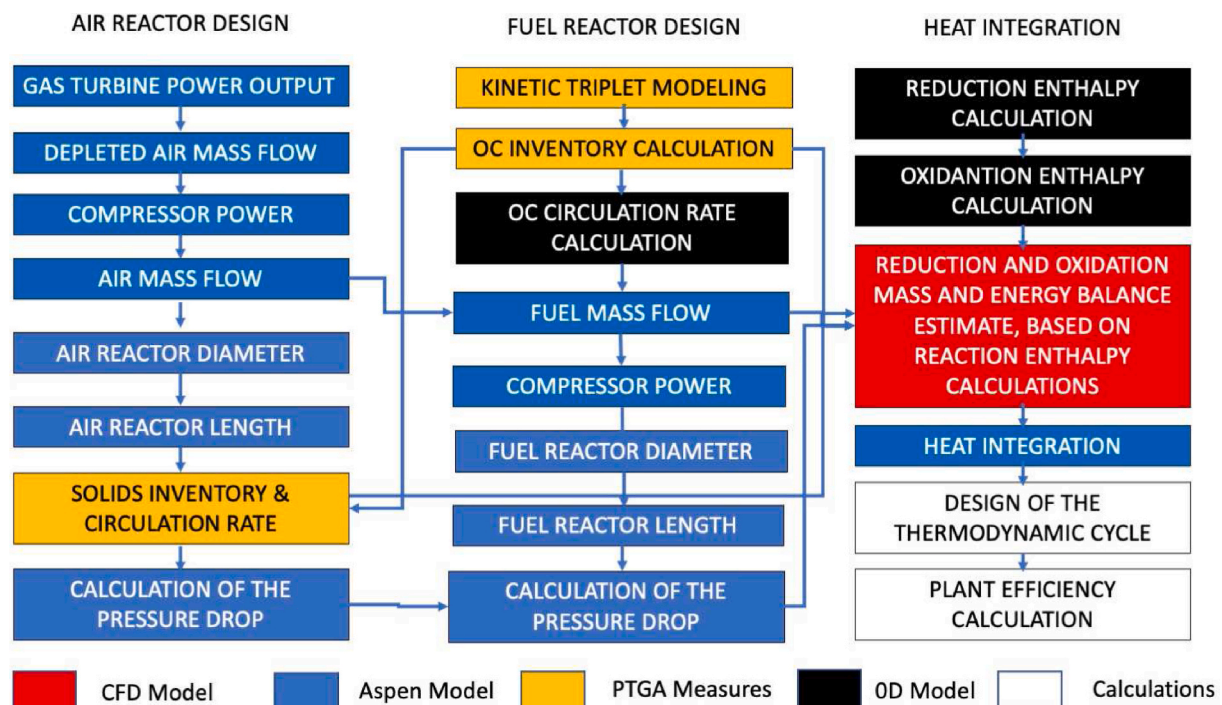 AIR REACTOR DESIGN
GAS TURBINE POWER OUTPUT
DEPLETED AIR MASS FLOW
COMPRESSOR POWER
AIR MASS FLOW
AIR REACTOR DIAMETER
AIR REACTOR LENGTH
SOLIDS INVENTORY &
CIRCULATION RATE
CALCULATION OF THE
PRESSURE DROP
FUEL REACTOR DESIGN
KINETIC TRIPLET MODELING
OC INVENTORY CALCULATION
OC CIRCULATION RATE
CALCULATION
FUEL MASS FLOW
COMPRESSOR POWER
FUEL REACTOR DIAMETER
FUEL REACTOR LENGTH
CALCULATION OF THE
PRESSURE DROP
HEAT INTEGRATION
REDUCTION ENTHALPY
CALCULATION
OXIDANTION ENTHALPY
CALCULATION
REDUCTION AND OXIDATION
MASS AND ENERGY BALANCE
ESTIMATE, BASED ON
REACTION ENTHALPY
CALCULATIONS
HEAT INTEGRATION
DESIGN OF THE
THERMODYNAMIC CYCLE
PLANT EFFICIENCY
CALCULATION
CFD Model
Aspen Model
PTGA Measures
0D Model
Calculations